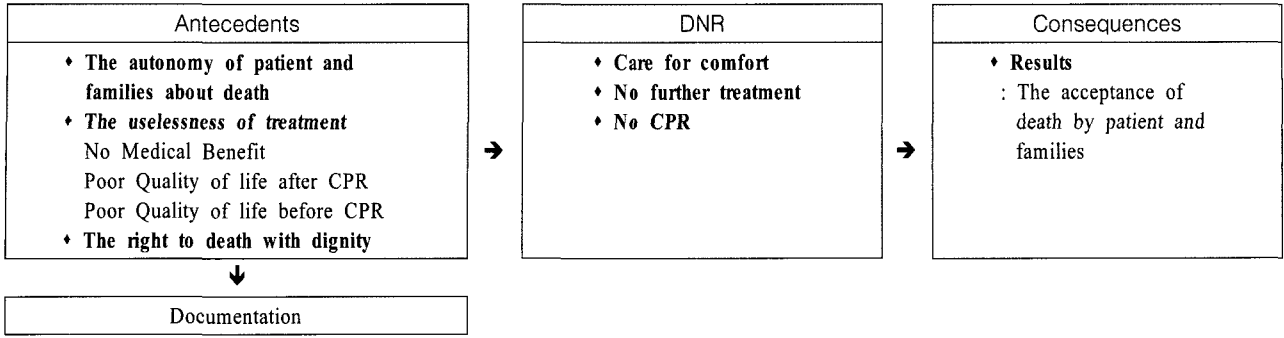 Antecedents
♦ The autonomy of patient and
families about death
♦ The uselessness of treatment
No Medical Benefit
Poor Quality of life after CPR
Poor Quality of life before CPR
♦ The right to death with dignity
Documentation
DNR
♦ Care for comfort
♦ No further treatment
♦ No CPR
Consequences
♦ Results
: The acceptance of
death by patient and
families